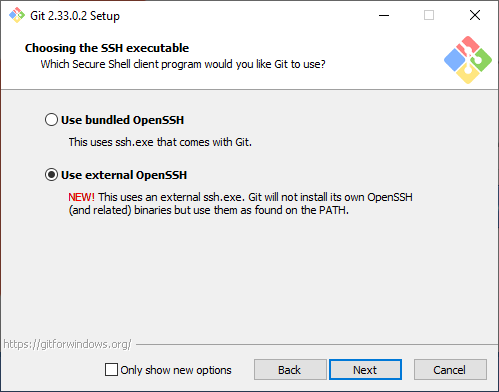 Git 2.33.0.2 Setup
Choosing the SSH executable
Which Secure Shell client program would you like Git to use?
Use bundled OpenSSH
This uses ssh.exe that comes with Git.
Use external OpenSSH
NEW! This uses an external ssh.exe. Git will not install its own OpenSSH
(and related) binaries but use them as found on the PATH.
https://gitforwindows.org/
Only show new options
Back
Next
Cancel